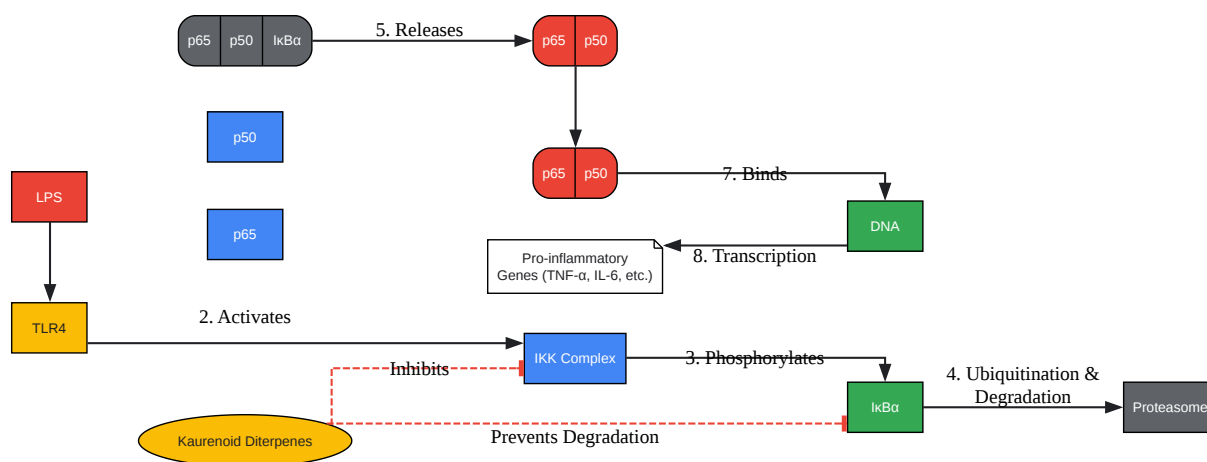 p65 p50 IκBα
5. Releases
p65 p50
p50
p65 p50
7. Binds
LPS
p65
DNA
Pro-inflammatory
Genes (TNF-α, IL-6, etc.)
8. Transcription
TLR4
2. Activates
IKK Complex
3. Phosphorylates
Inhibits
4. Ubiquitination &
Degradation
IκBα
Proteasome
Kaurenoid Diterpenes
Prevents Degradation